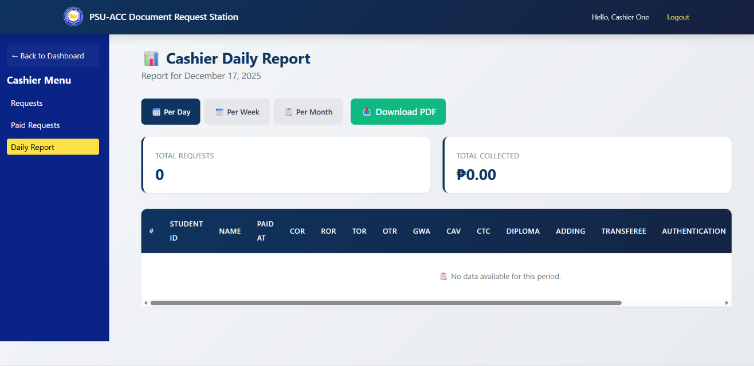 PSU-ACC Document Request Station
Hello, Cashier One
Logout
← Back to Dashboard
Cashier Menu
Requests
Paid Requests
Daily Report
Cashier Daily Report
Report for December 17, 2025
Per Day
Per Week
Per Month
Download PDF
TOTAL REQUESTS
0
TOTAL COLLECTED
₱0.00
# STUDENT ID NAME PAID AT COR ROR TOR OTR GWA CAV CTC DIPLOMA ADDING TRANSFEREE AUTHENTICATION
No data available for this period.